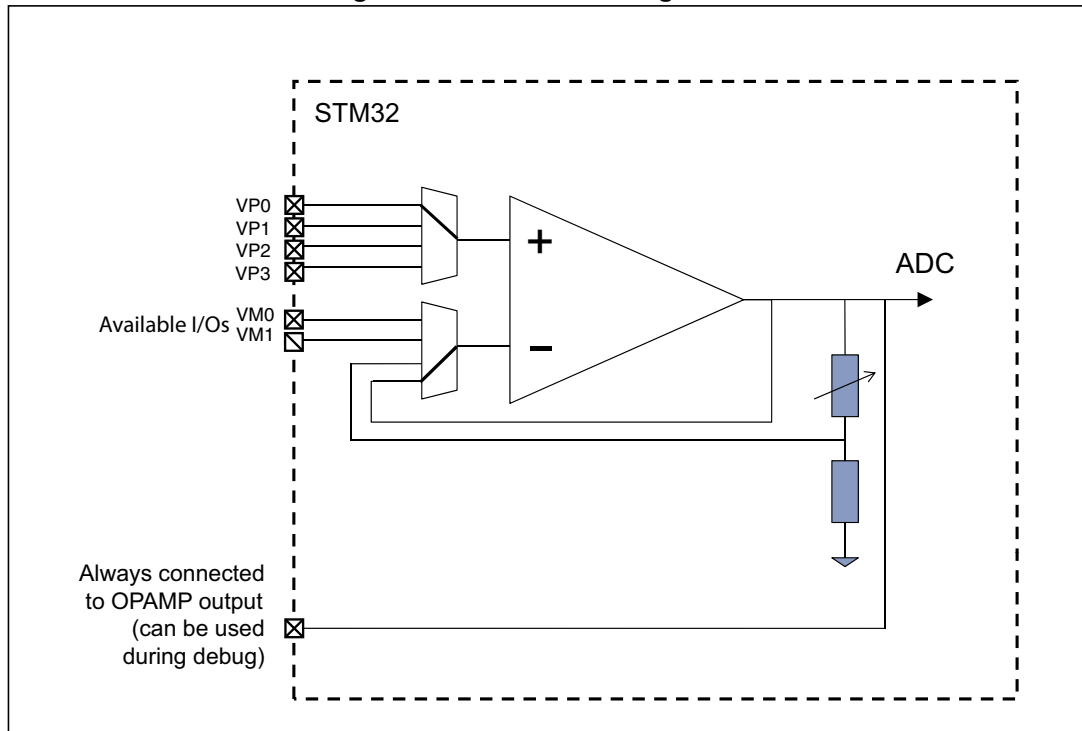 STM32
VP0
VP1
VP2
VP3
+
ADC
Available I/Os
VM0
VM1
−
Always connected
to OPAMP output
(can be used
during debug)